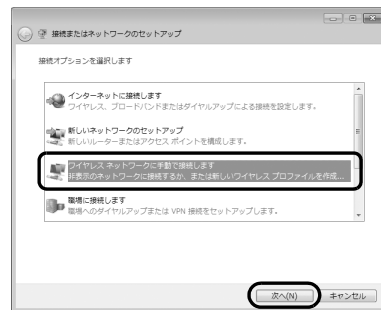 接続またはネットワークのセットアップ
接続オプションを選択します
インターネットに接続します
ワイヤレス、ブロードバンドまたはダイヤルアップによる接続を設定します。
新しいネットワークのセットアップ
新しいルーターまたはアクセス ポイントを構成します。
ワイヤレス ネットワークに手動で接続します
非表示のネットワークに接続するか、または新しいワイヤレス プロファイルを作成...
職場に接続します
職場へのダイヤルアップまたは VPN 接続をセットアップします。
次へ(N)
キャンセル